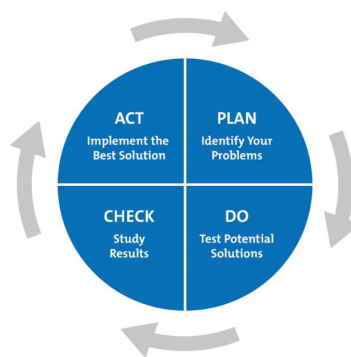 ACT
Implement the
Best Solution
PLAN
Identify Your
Problems
CHECK
Study
Results
DO
Test Potential
Solutions